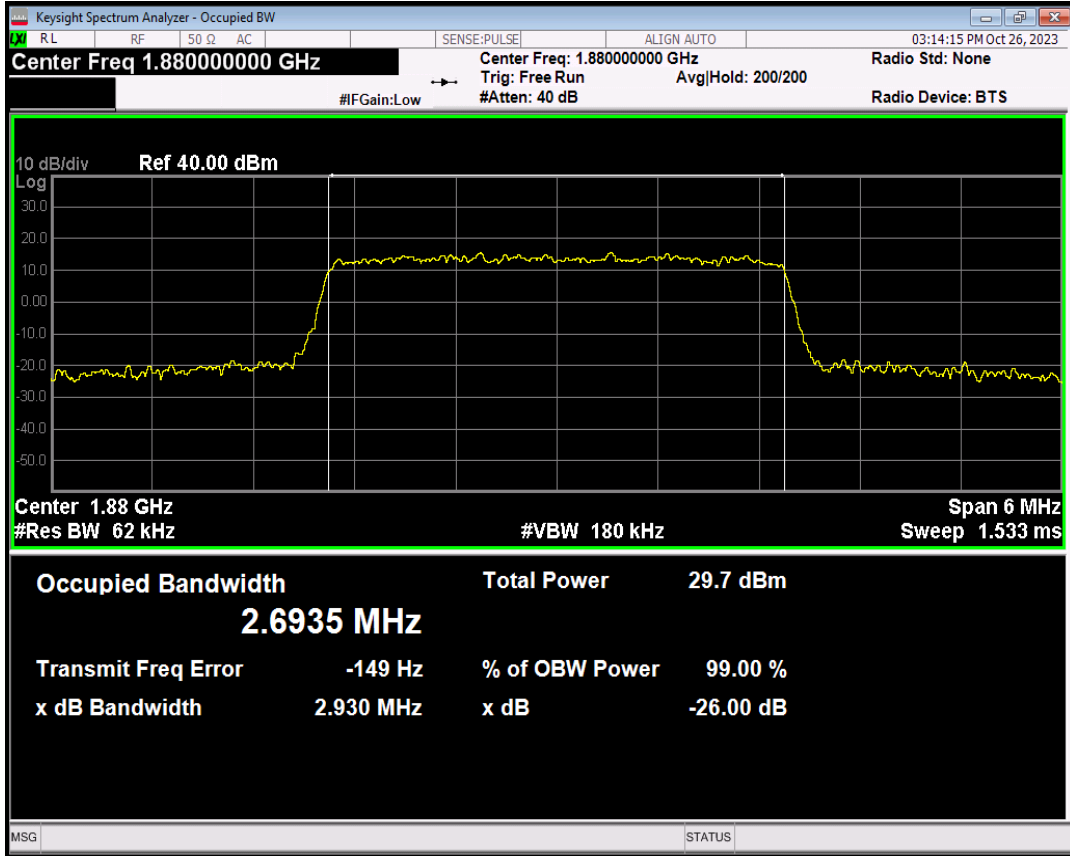 Keysight Spectrum Analyzer - Occupied BW
LXI RL RF 50 Ω AC SENSE:PULSE ALIGN AUTO 03:14:15 PM Oct 26, 2023
Center Freq 1.880000000 GHz Center Freq: 1.880000000 GHz Radio Std: None
Trig: Free Run Avg|Hold: 200/200
#IFGain:Low #Atten: 40 dB Radio Device: BTS
10 dB/div Ref 40.00 dBm
Log
30.0
20.0
10.0
0.00
-10.0
-20.0
-30.0
-40.0
-50.0
Center 1.88 GHz Span 6 MHz
#Res BW 62 kHz #VBW 180 kHz Sweep 1.533 ms
Occupied Bandwidth Total Power 29.7 dBm
2.6935 MHz
Transmit Freq Error -149 Hz % of OBW Power 99.00 %
x dB Bandwidth 2.930 MHz x dB -26.00 dB
MSG STATUS